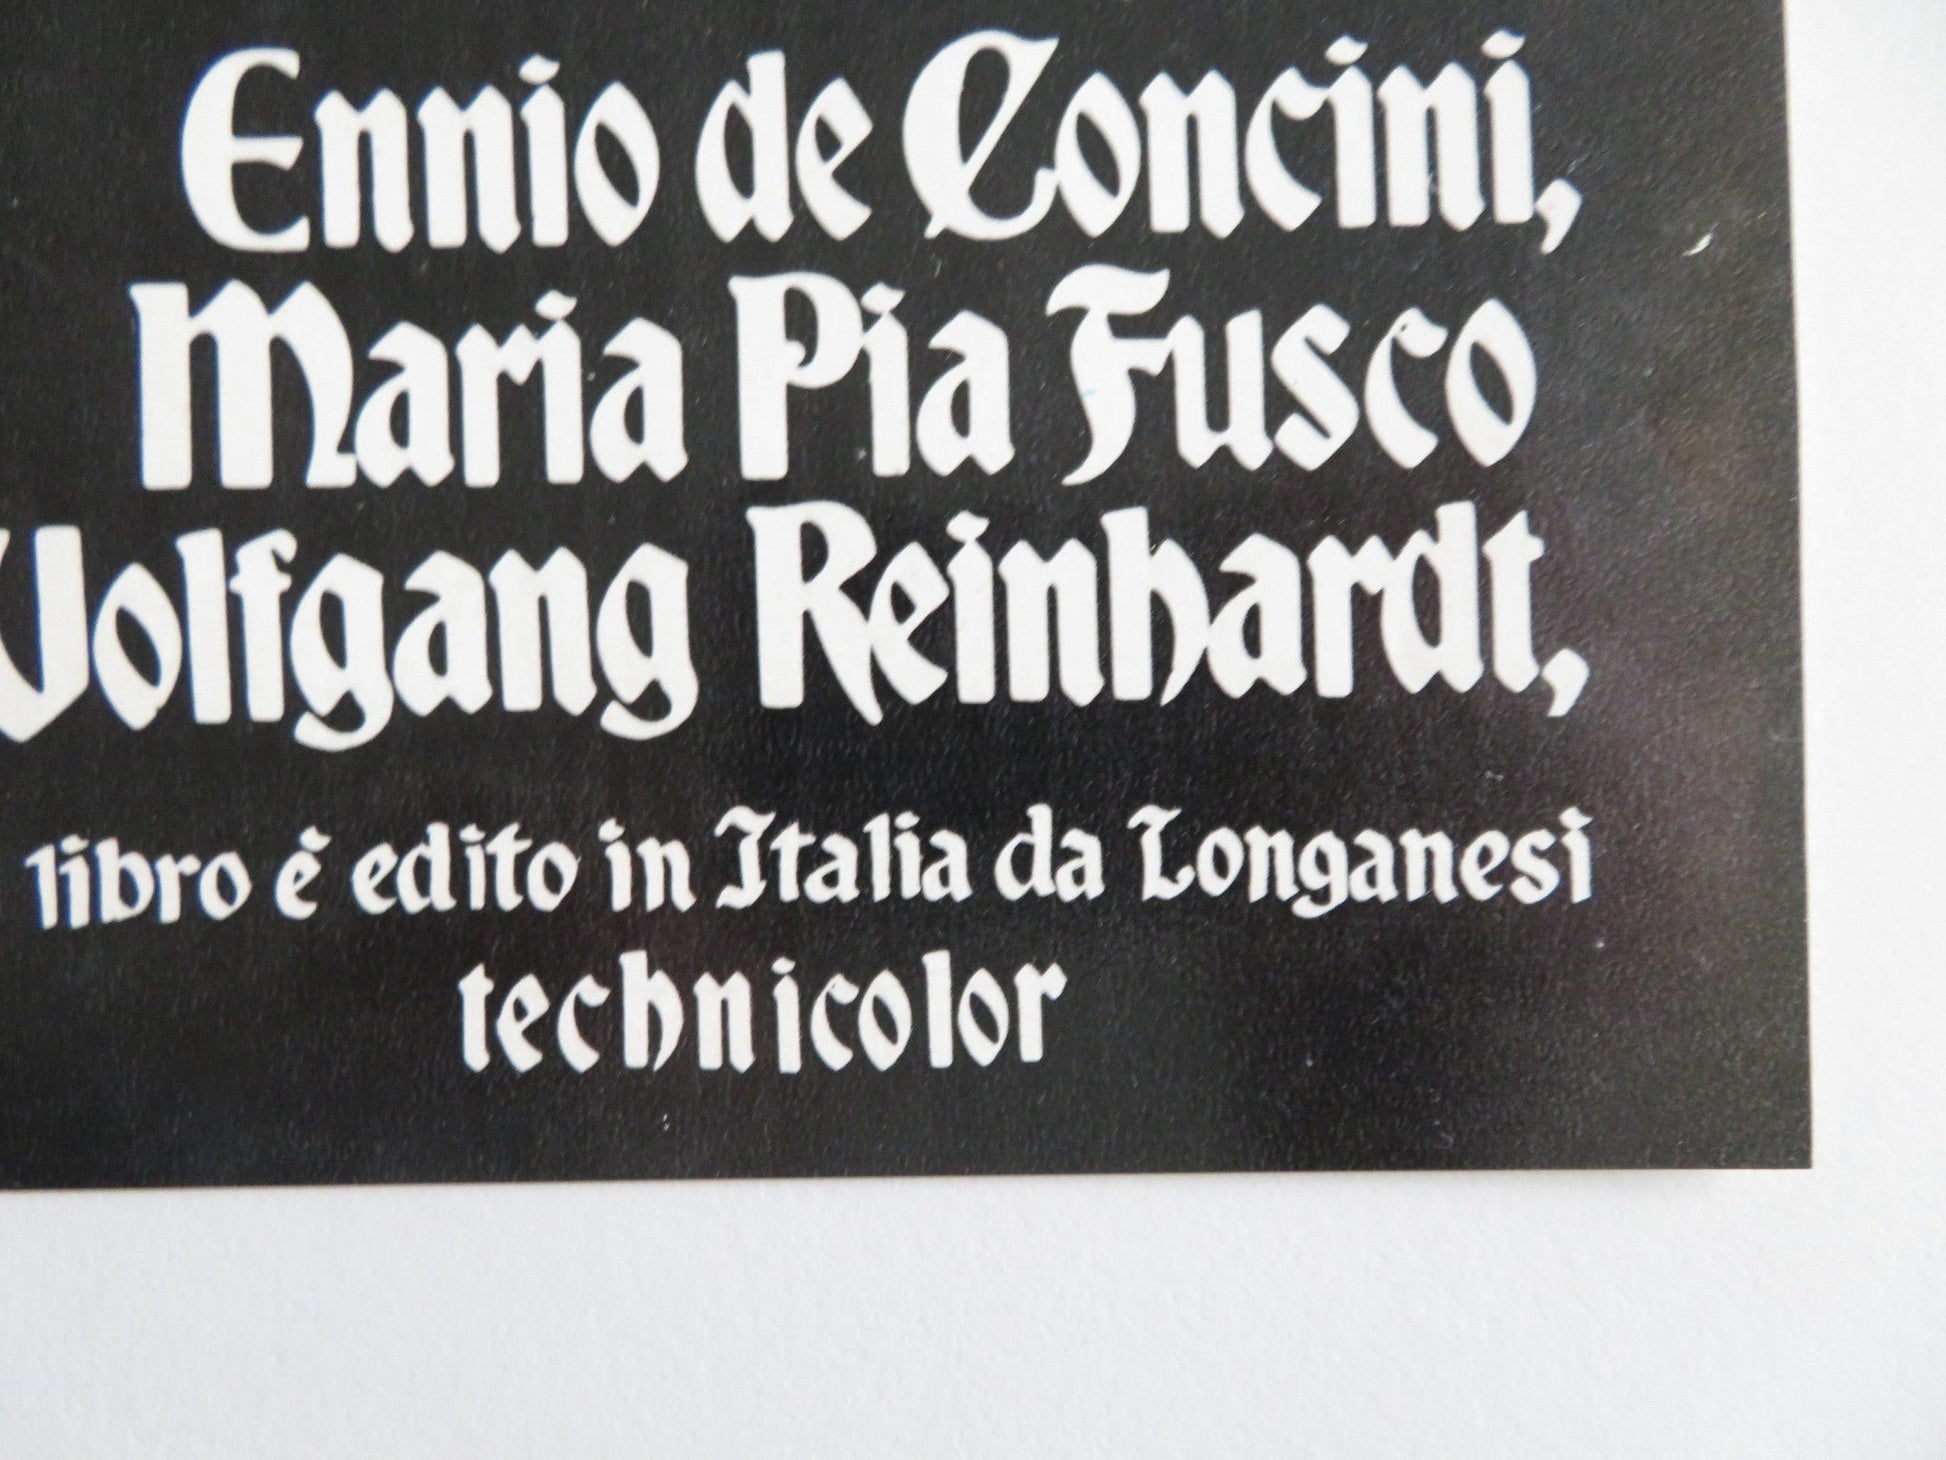 Ennio de Concini,
Maria Pia Fusco
Wolfgang Reinhardt,
libro é edito in Italia da Longanesi
technicolor